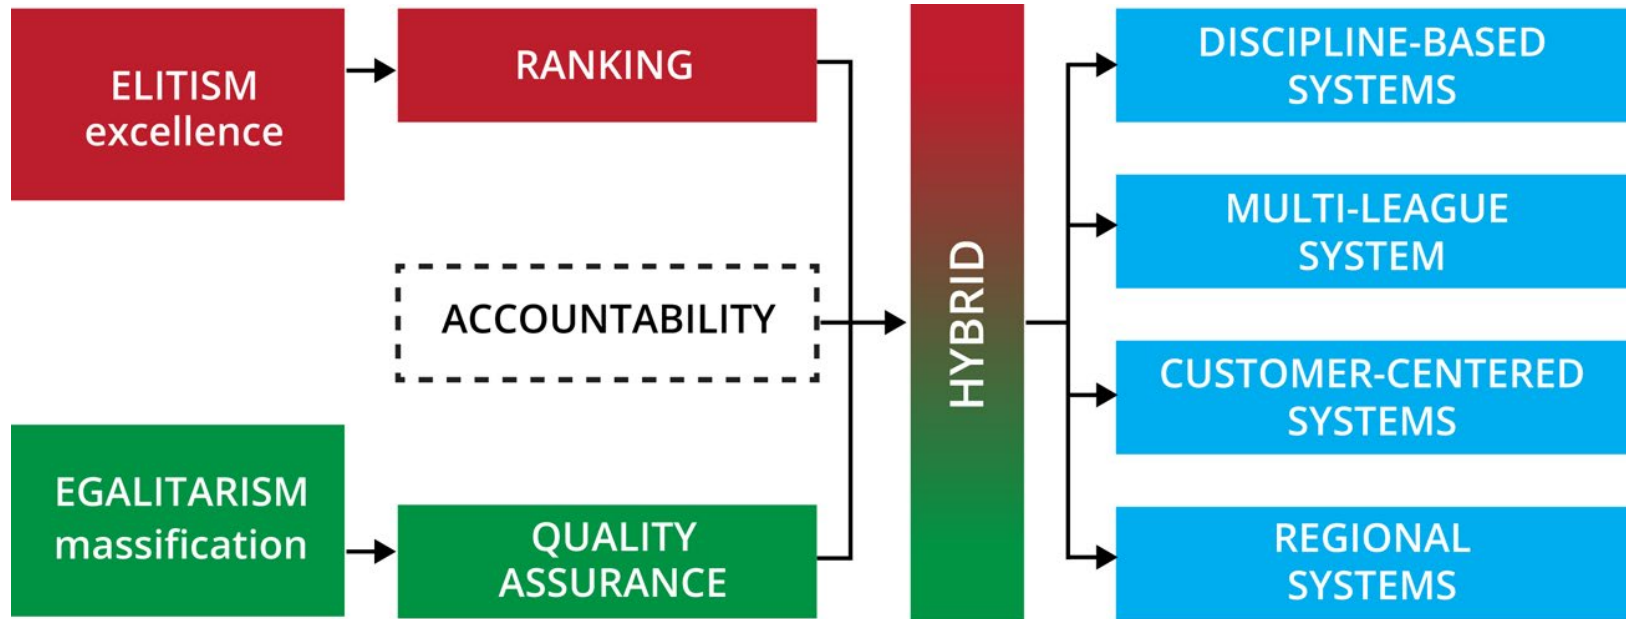 ELITISM
excellence
RANKING
ACCOUNTABILITY
EGALITARISM
massification
QUALITY
ASSURANCE
HYBRID
DISCIPLINE-BASED
SYSTEMS
MULTI-LEAGUE
SYSTEM
CUSTOMER-CENTERED
SYSTEMS
REGIONAL
SYSTEMS